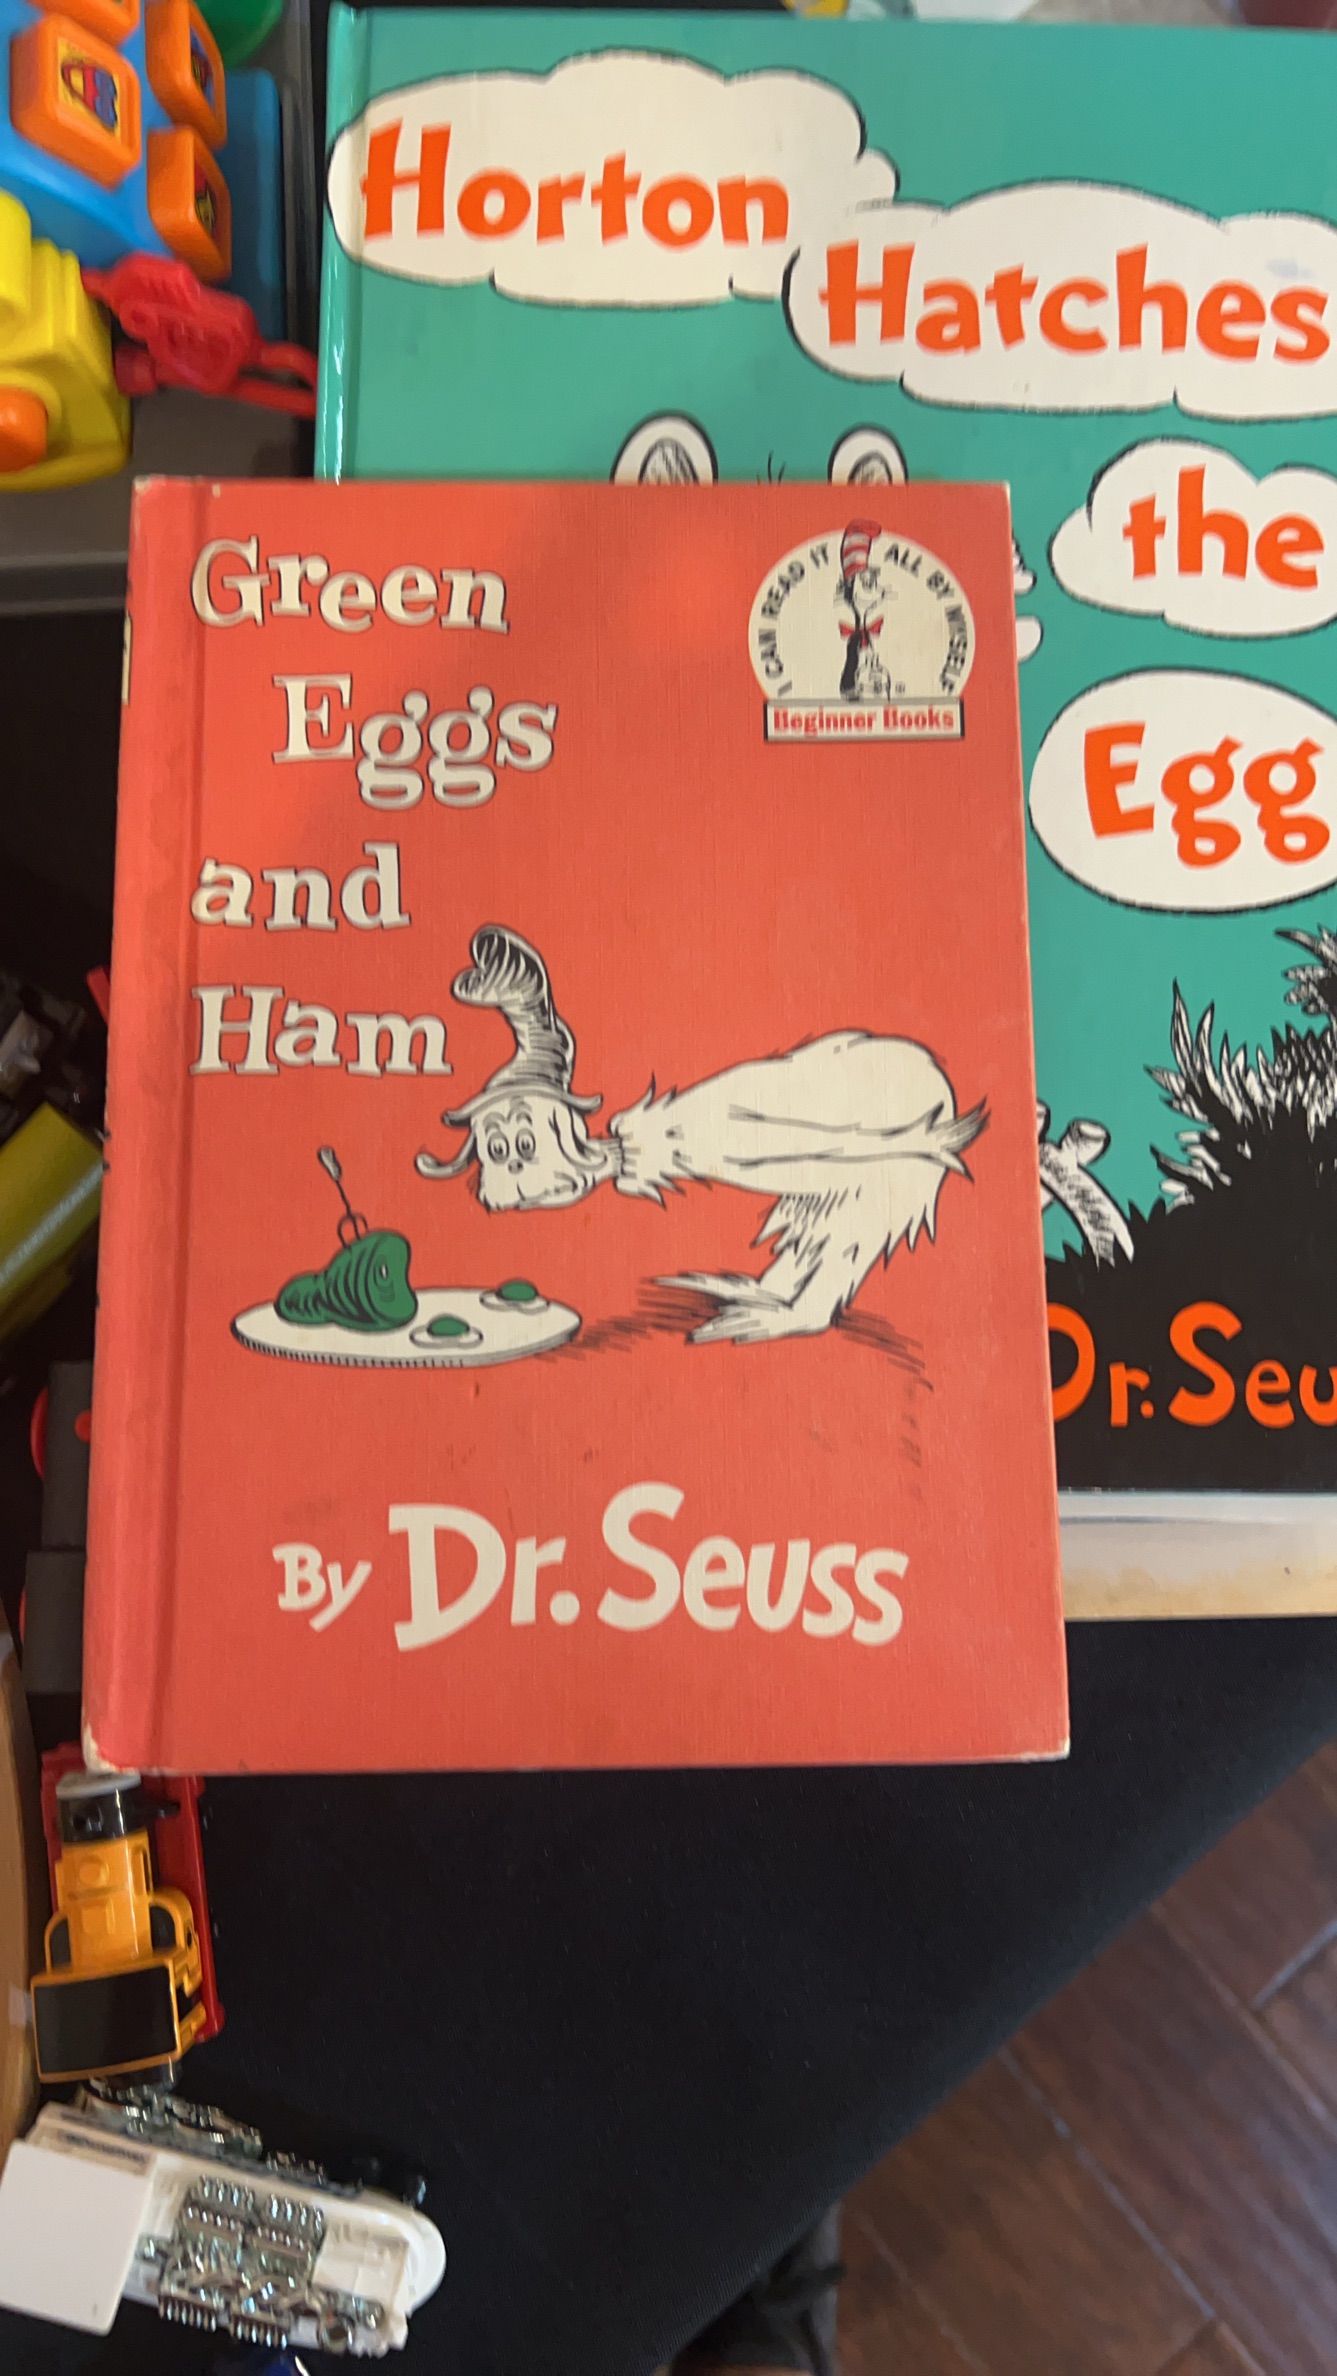 Horton
Hatches
the
Egg
Dr. Seu
Green
Eggs
and
Ham
I CAN READ IT ALL BY MYSELF
Beginner Books
By Dr. Seuss